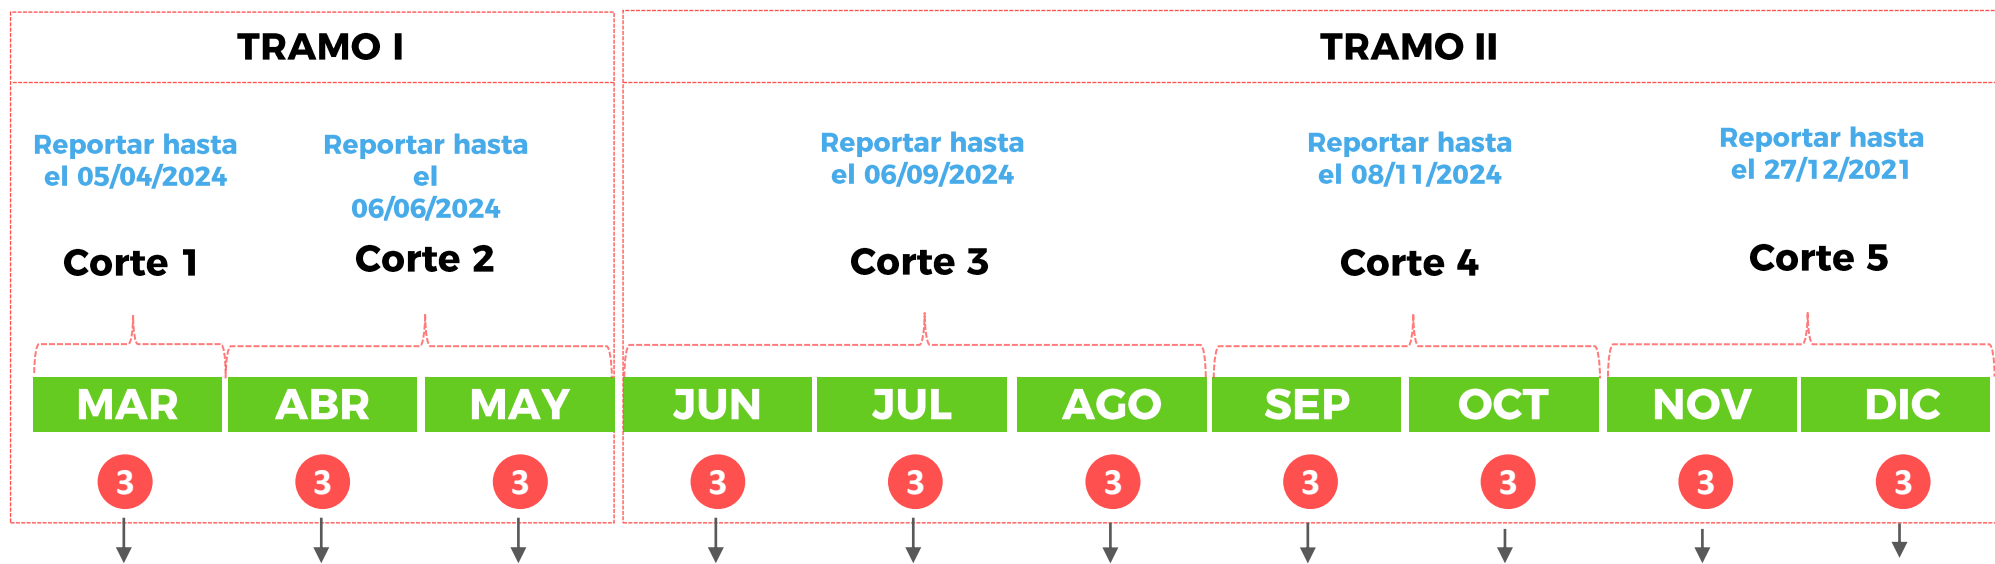 TRAMO I
TRAMO II
Reportar hasta
el 05/04/2024
Reportar hasta
el
06/06/2024
Reportar hasta
el 06/09/2024
Reportar hasta
el 08/11/2024
Reportar hasta
el 27/12/2021
Corte 1
Corte 2
Corte 3
Corte 4
Corte 5
MAR
ABR
MAY
JUN
JUL
AGO
SEP
OCT
NOV
DIC
3
3
3
3
3
3
3
3
3
3